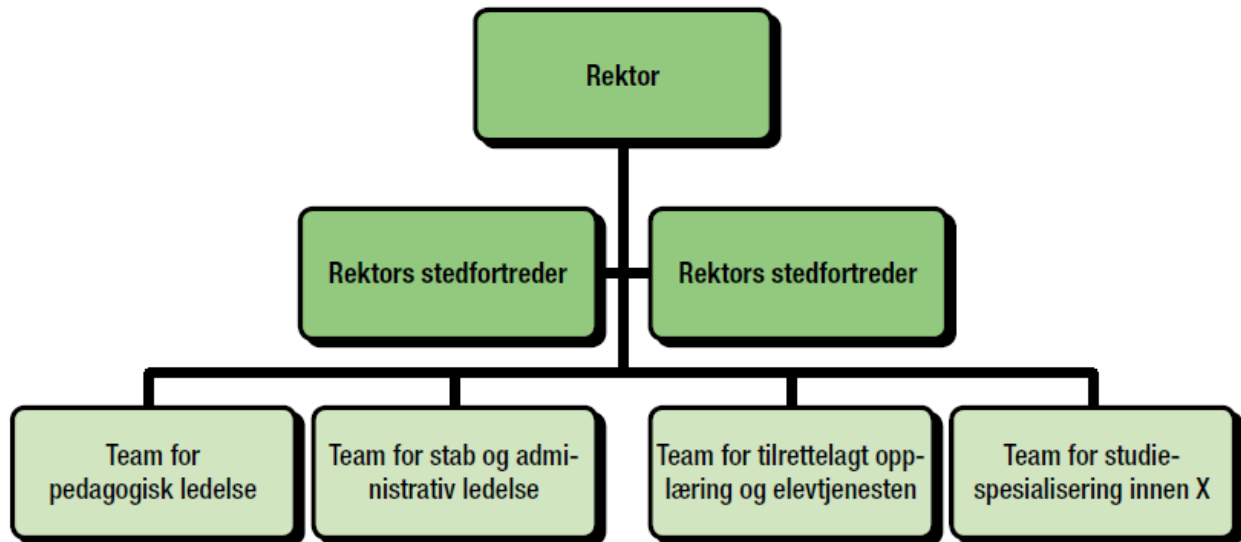 Rektor
Rektors stedfortreder
Rektors stedfortreder
Team for
pedagogisk ledelse
Team for stab og admi-
nistrativ ledelse
Team for tilrettelagt opp-
læring og elevtjenesten
Team for studie-
spesialisering innen X